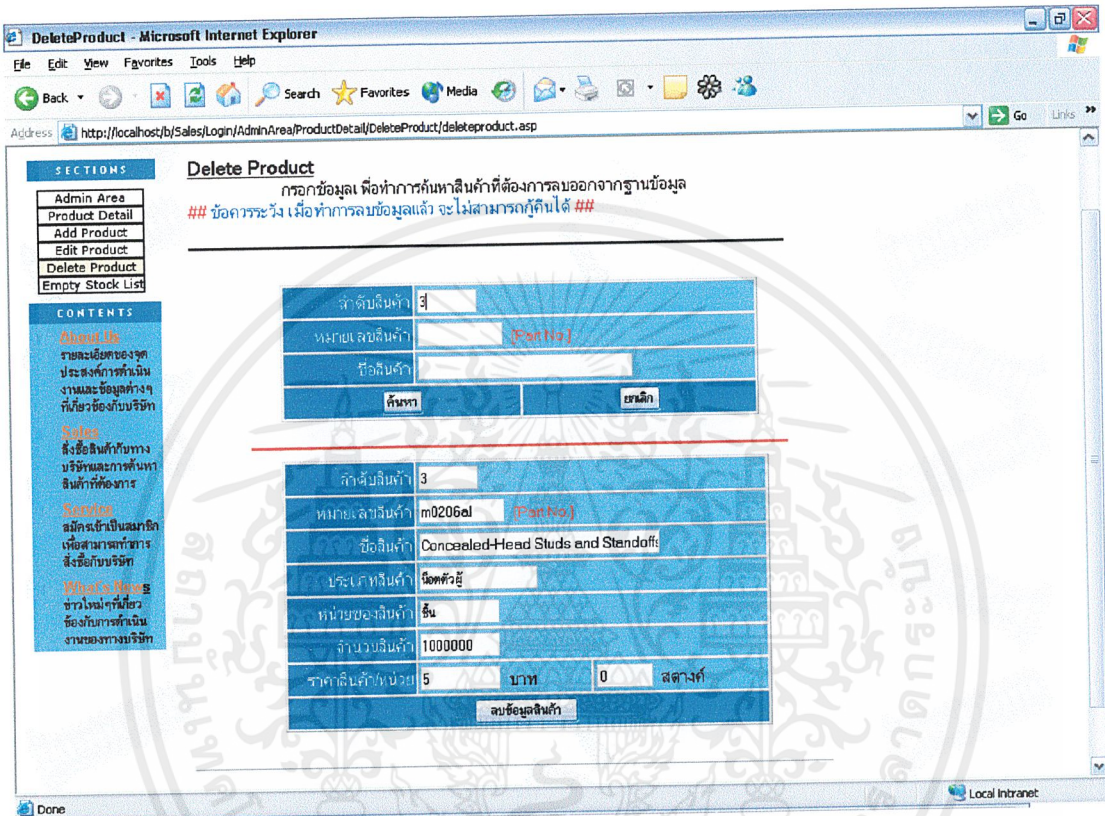 DeleteProduct - Microsoft Internet Explorer
File Edit View Favorites Tools Help
Back Search Favorites Media
Address http://localhost/b/Sales/Login/AdminArea/ProductDetail/DeleteProduct/deleteproduct.asp Go Links »
SECTIONS
Admin Area
Product Detail
Add Product
Edit Product
Delete Product
Empty Stock List
CONTENTS
About Us
รายละเอียดของจุด
ประสงค์การดำเนิน
งานและข้อมูลต่างๆ
ที่เกี่ยวข้องกับบริษัท
Sales
สั่งซื้อสินค้ากับทาง
บริษัทและการค้นหา
สินค้าที่ต้องการ
Service
สมัครเข้าเป็นสมาชิก
เพื่อสามารถทำการ
สั่งซื้อกับบริษัท
What's News
ข่าวใหม่ๆที่เกี่ยว
ข้องกับการดำเนิน
งานของทางบริษัท
Delete Product
กรอกข้อมูลเพื่อทำการค้นหาสินค้าที่ต้องการลบออกจากฐานข้อมูล
## ข้อควรระวัง เมื่อทำการลบข้อมูลแล้ว จะไม่สามารถกู้คืนได้ ##
ลำดับสินค้า 3
หมายเลขสินค้า [Part No.]
ชื่อสินค้า
ค้นหา ยกเลิก
ลำดับสินค้า 3
หมายเลขสินค้า m0206al [Part No.]
ชื่อสินค้า Concealed-Head Studs and Standoffs
ประเภทสินค้า น็อตตัวผู้
หน่วยของสินค้า ชิ้น
จำนวนสินค้า 1000000
ราคาสินค้า/หน่วย 5 บาท 0 สตางค์
ลบข้อมูลสินค้า
Done Local intranet